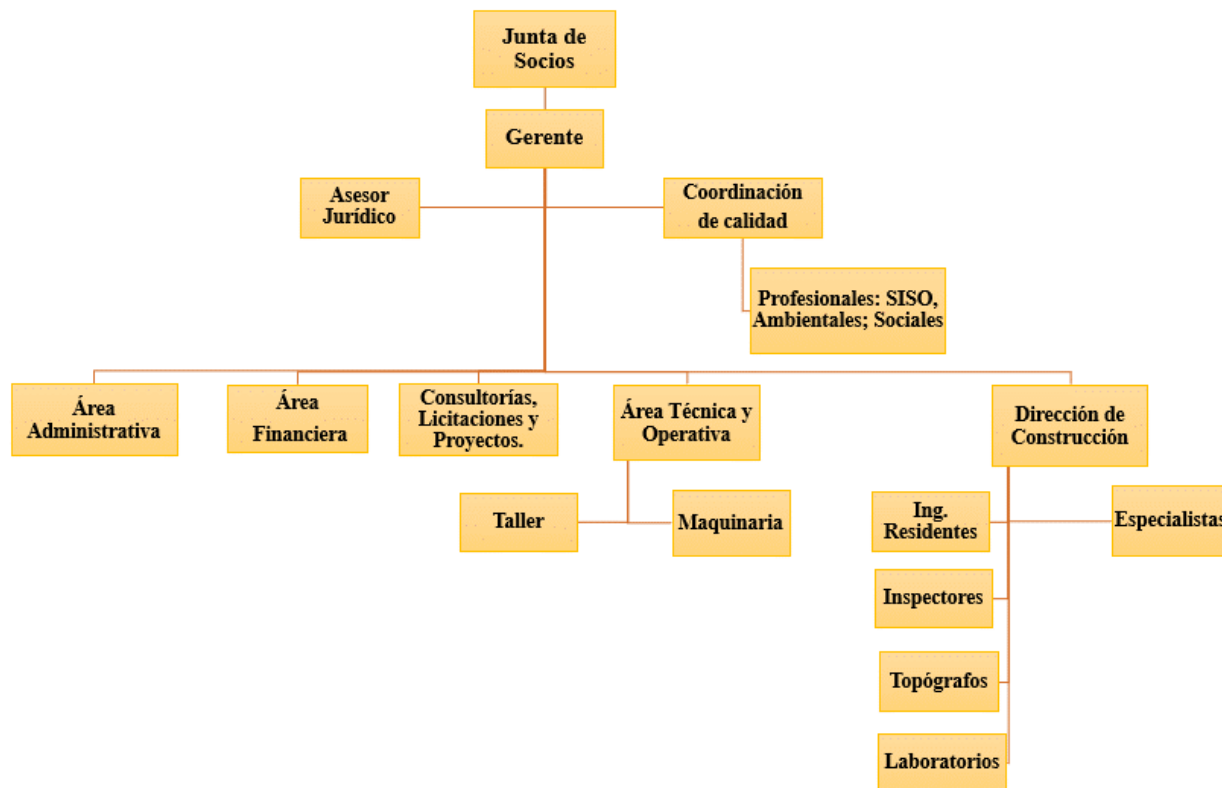 Junta de
Socios
Gerente
Asesor
Jurídico
Coordinación
de calidad
Profesionales: SISO,
Ambientales; Sociales
Área
Administrativa
Área
Financiera
Consultorías,
Licitaciones y
Proyectos.
Área Técnica y
Operativa
Dirección de
Construcción
Taller
Maquinaria
Ing.
Residentes
Especialistas
Inspectores
Topógrafos
Laboratorios